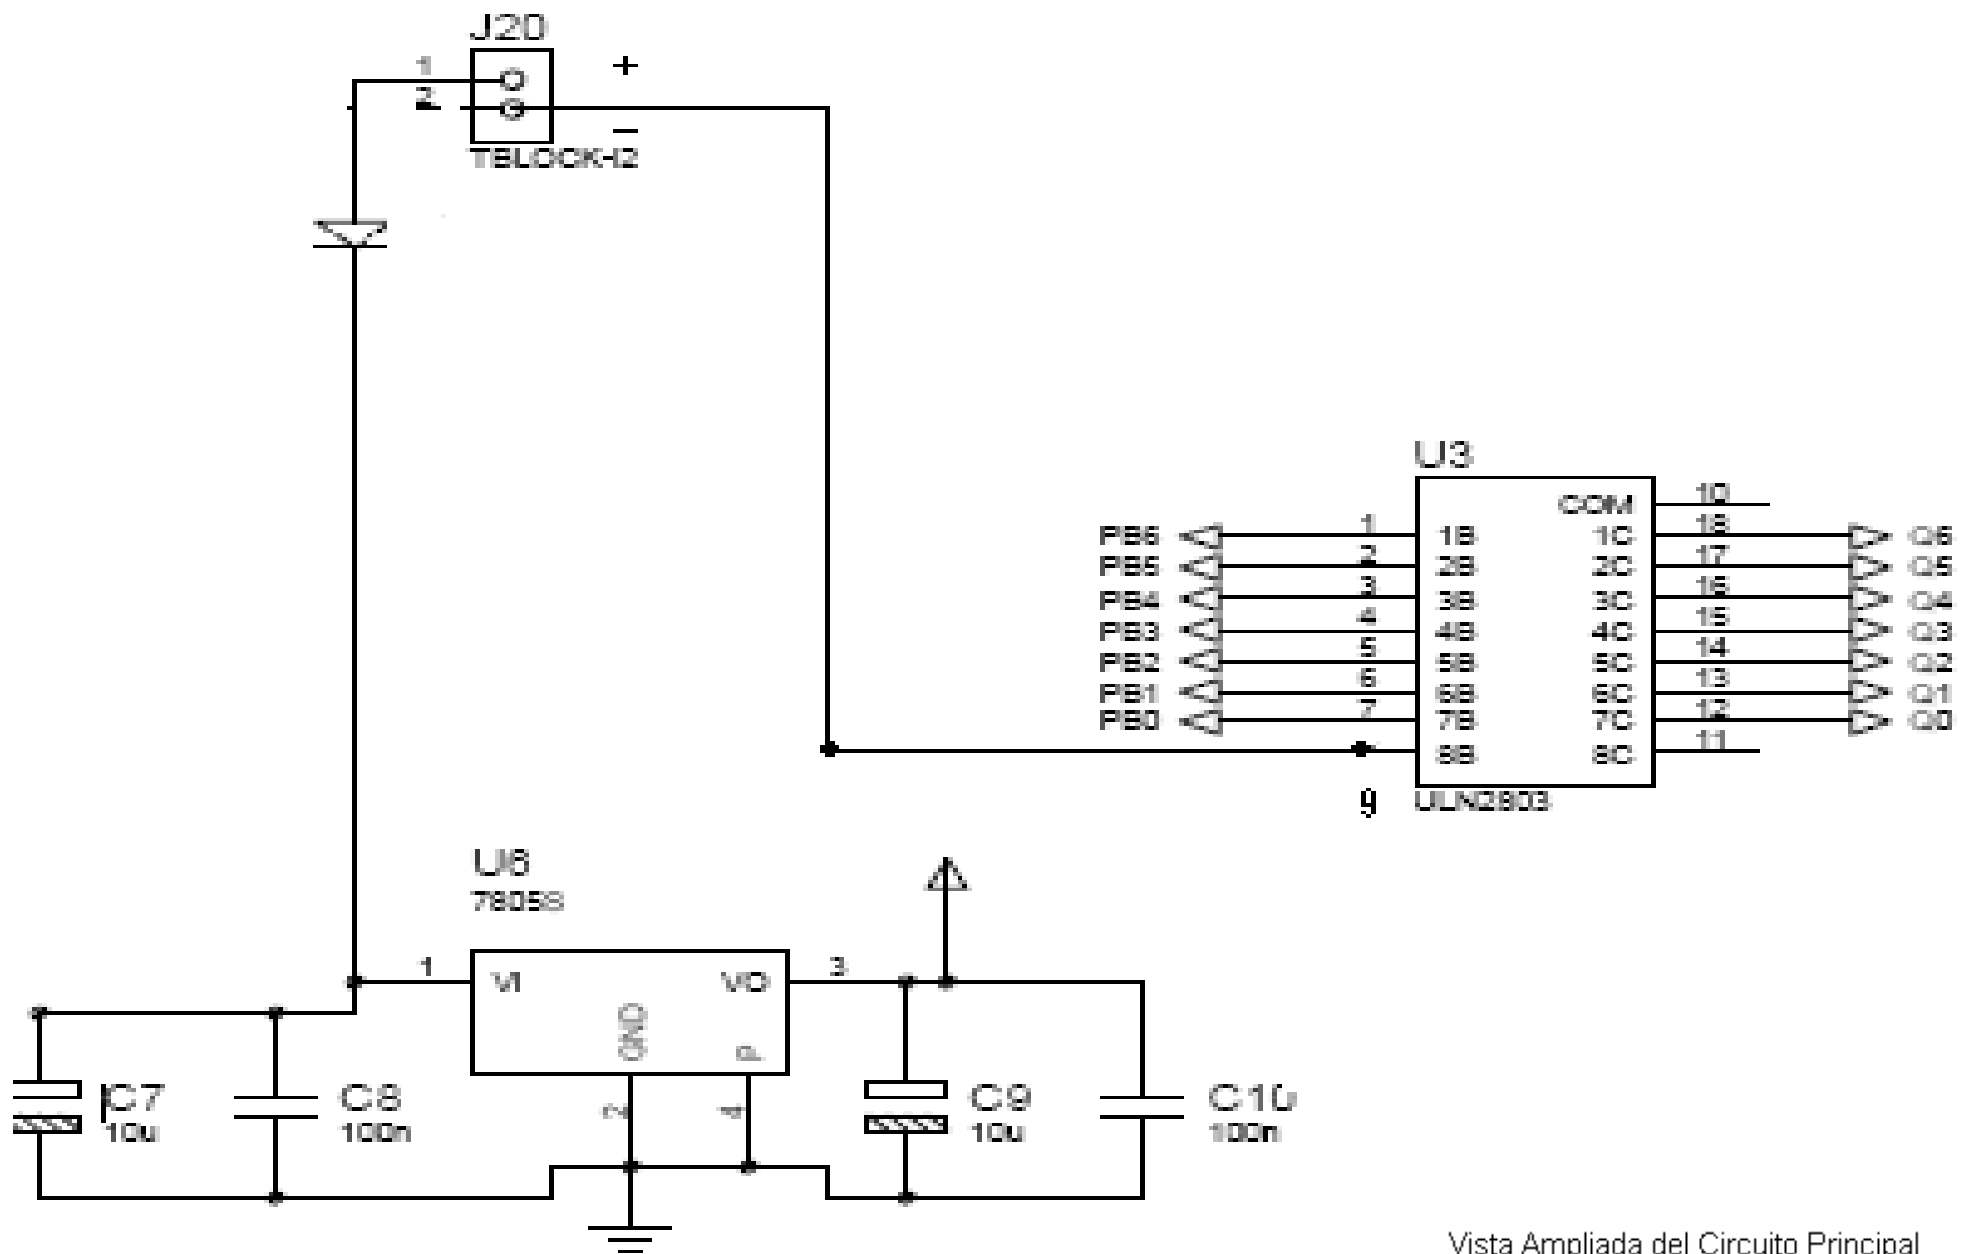 J20
1
+
2
−
TBLOCK-I2
U3
COM 10
PB6 1 1B 1C 18 Q6
PB5 2 2B 2C 17 Q5
PB4 3 3B 3C 16 Q4
PB3 4 4B 4C 15 Q3
PB2 5 5B 5C 14 Q2
PB1 6 6B 6C 13 Q1
PB0 7 7B 7C 12 Q0
8B 8C 11
9 ULN2803
U6
7805S
1 VI VO 3
GND P
2 4
C7
10u
C8
100n
C9
10u
C10
100n
Vista Ampliada del Circuito Principal